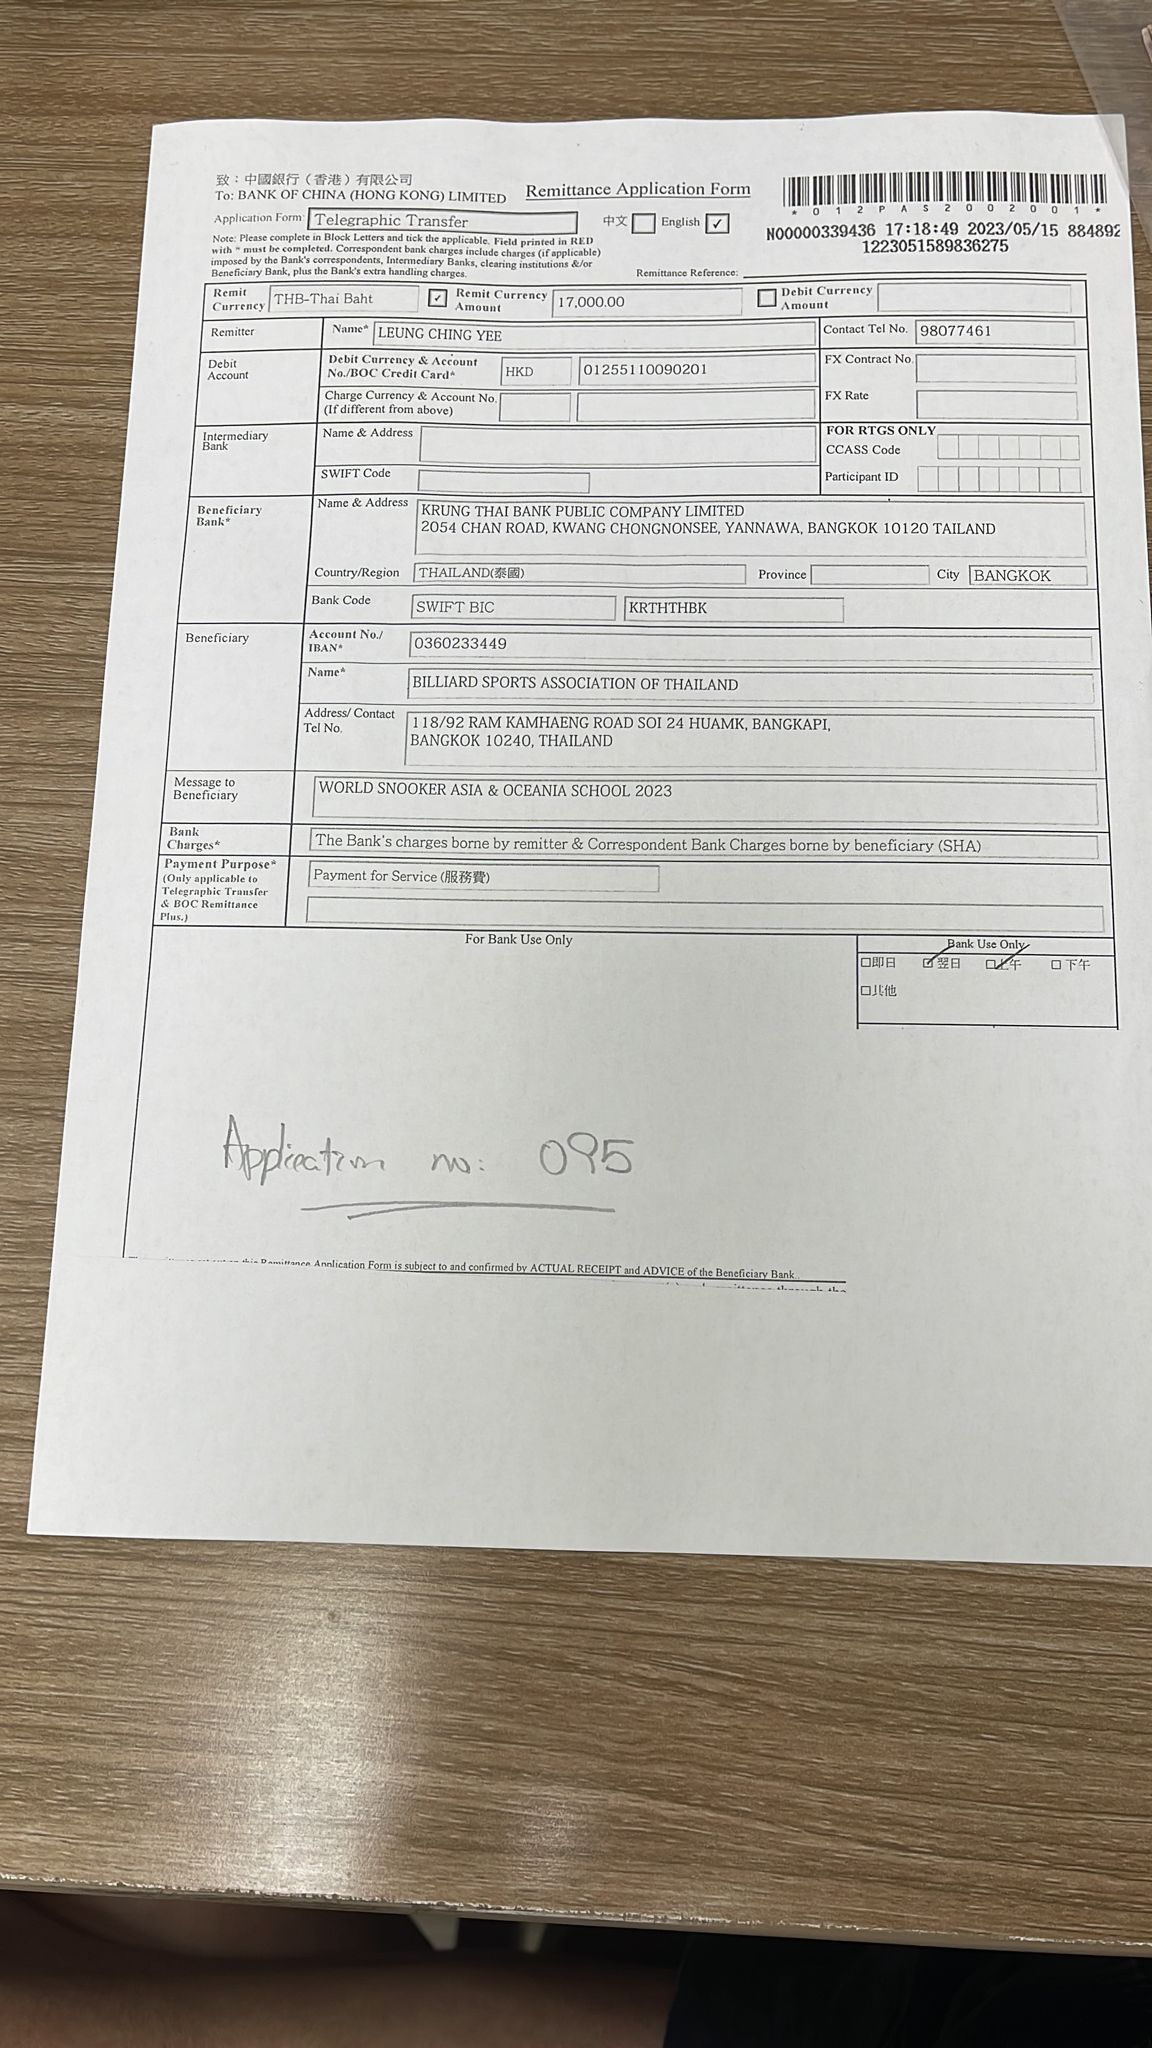 致：中國銀行（香港）有限公司
To: BANK OF CHINA (HONG KONG) LIMITED
Remittance Application Form
*012PAS2002001*
Application Form: Telegraphic Transfer
中文 English ✓
N00000339436 17:18:49 2023/05/15 884892
1223051589836275
Note: Please complete in Block Letters and tick the applicable. Field printed in RED
with * must be completed. Correspondent bank charges include charges (if applicable)
imposed by the Bank's correspondents, Intermediary Banks, clearing institutions &/or
Beneficiary Bank, plus the Bank's extra handling charges.
Remittance Reference:
Remit Currency THB-Thai Baht ✓ Remit Currency Amount 17,000.00 Debit Currency Amount
Remitter Name* LEUNG CHING YEE Contact Tel No. 98077461
Debit Account Debit Currency & Account No./BOC Credit Card* HKD 01255110090201 FX Contract No.
Charge Currency & Account No. (If different from above) FX Rate
Intermediary Bank Name & Address FOR RTGS ONLY
CCASS Code
SWIFT Code Participant ID
Beneficiary Bank* Name & Address KRUNG THAI BANK PUBLIC COMPANY LIMITED
2054 CHAN ROAD, KWANG CHONGNONSEE, YANNAWA, BANGKOK 10120 TAILAND
Country/Region THAILAND(泰國) Province City BANGKOK
Bank Code SWIFT BIC KRTHTHBK
Beneficiary Account No./ IBAN* 0360233449
Name* BILLIARD SPORTS ASSOCIATION OF THAILAND
Address/ Contact Tel No. 118/92 RAM KAMHAENG ROAD SOI 24 HUAMK, BANGKAPI,
BANGKOK 10240, THAILAND
Message to Beneficiary WORLD SNOOKER ASIA & OCEANIA SCHOOL 2023
Bank Charges* The Bank's charges borne by remitter & Correspondent Bank Charges borne by beneficiary (SHA)
Payment Purpose* Payment for Service (服務費)
(Only applicable to
Telegraphic Transfer
& BOC Remittance
Plus.)
For Bank Use Only
Bank Use Only
□即日 ☑翌日 □上午 □下午
□其他
Application no: 095
Remittance Application Form is subject to and confirmed by ACTUAL RECEIPT and ADVICE of the Beneficiary Bank.